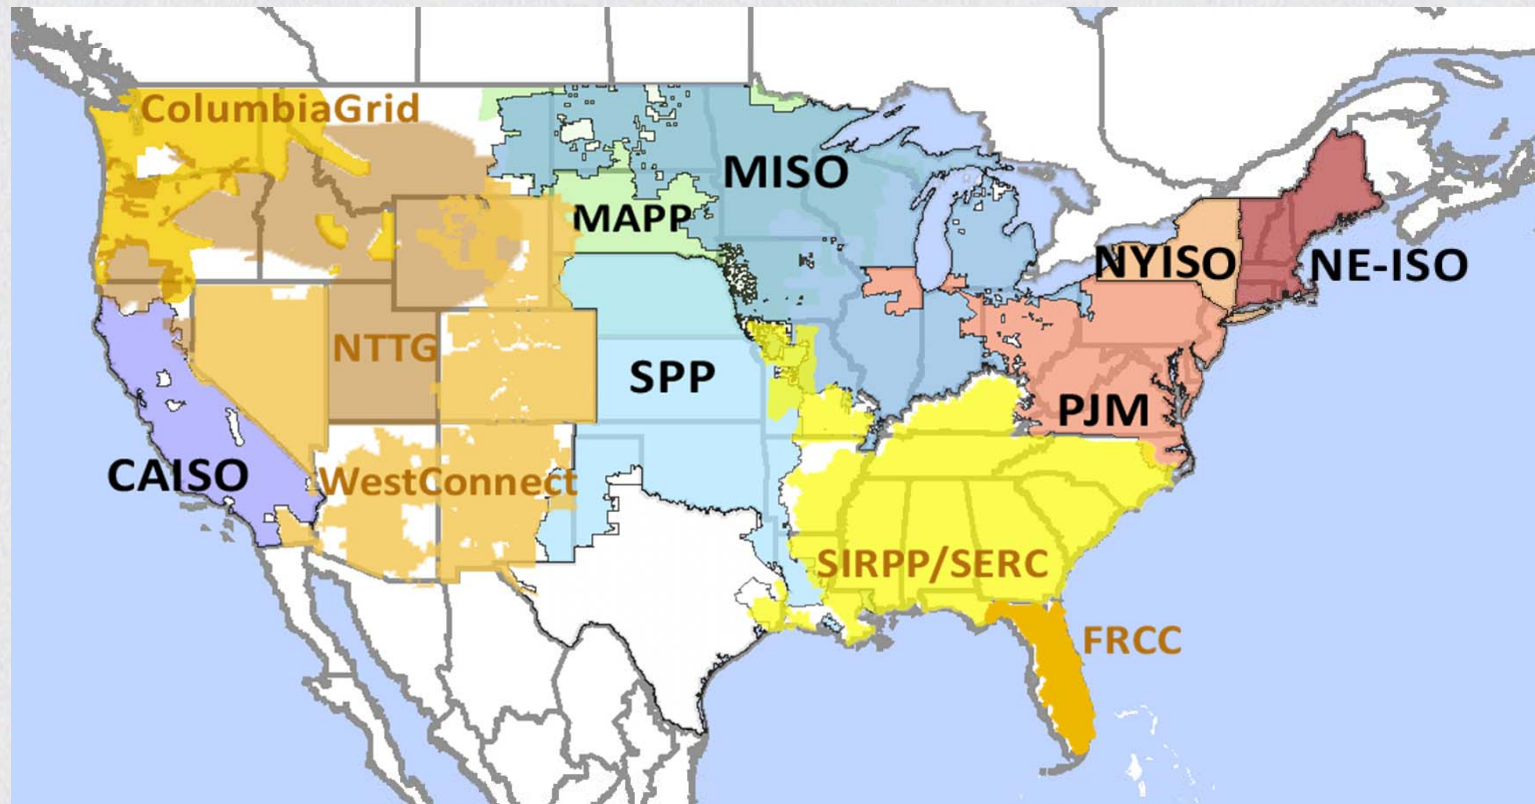 ColumbiaGrid
MISO
MAPP
NYISO
NE-ISO
NTTG
SPP
PJM
CAISO
WestConnect
SIRPP/SERC
FRCC